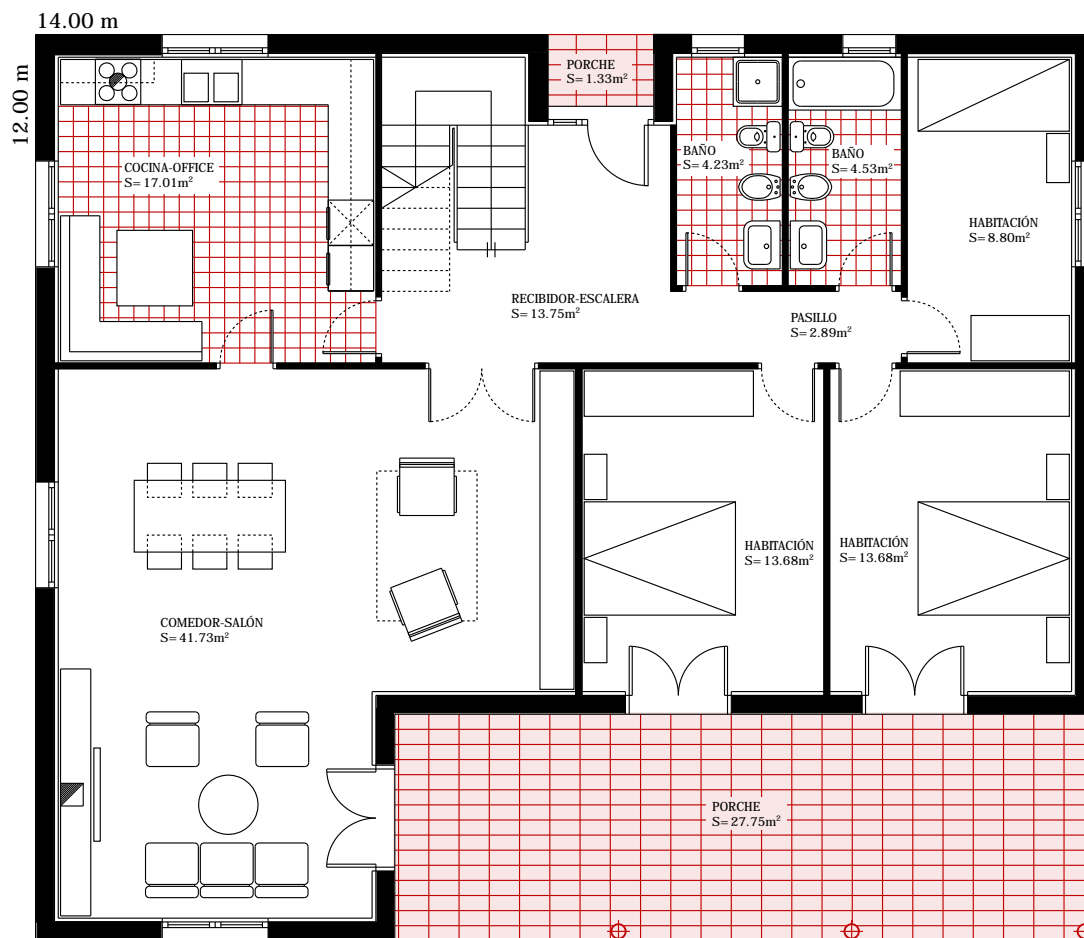 14.00 m
12.00 m
PORCHE
S=1.33m²
COCINA-OFFICE
S=17.01m²
BAÑO
S=4.23m²
BAÑO
S=4.53m²
HABITACIÓN
S=8.80m²
RECIBIDOR-ESCALERA
S=13.75m²
PASILLO
S=2.89m²
HABITACIÓN
S=13.68m²
HABITACIÓN
S=13.68m²
COMEDOR-SALÓN
S=41.73m²
PORCHE
S=27.75m²